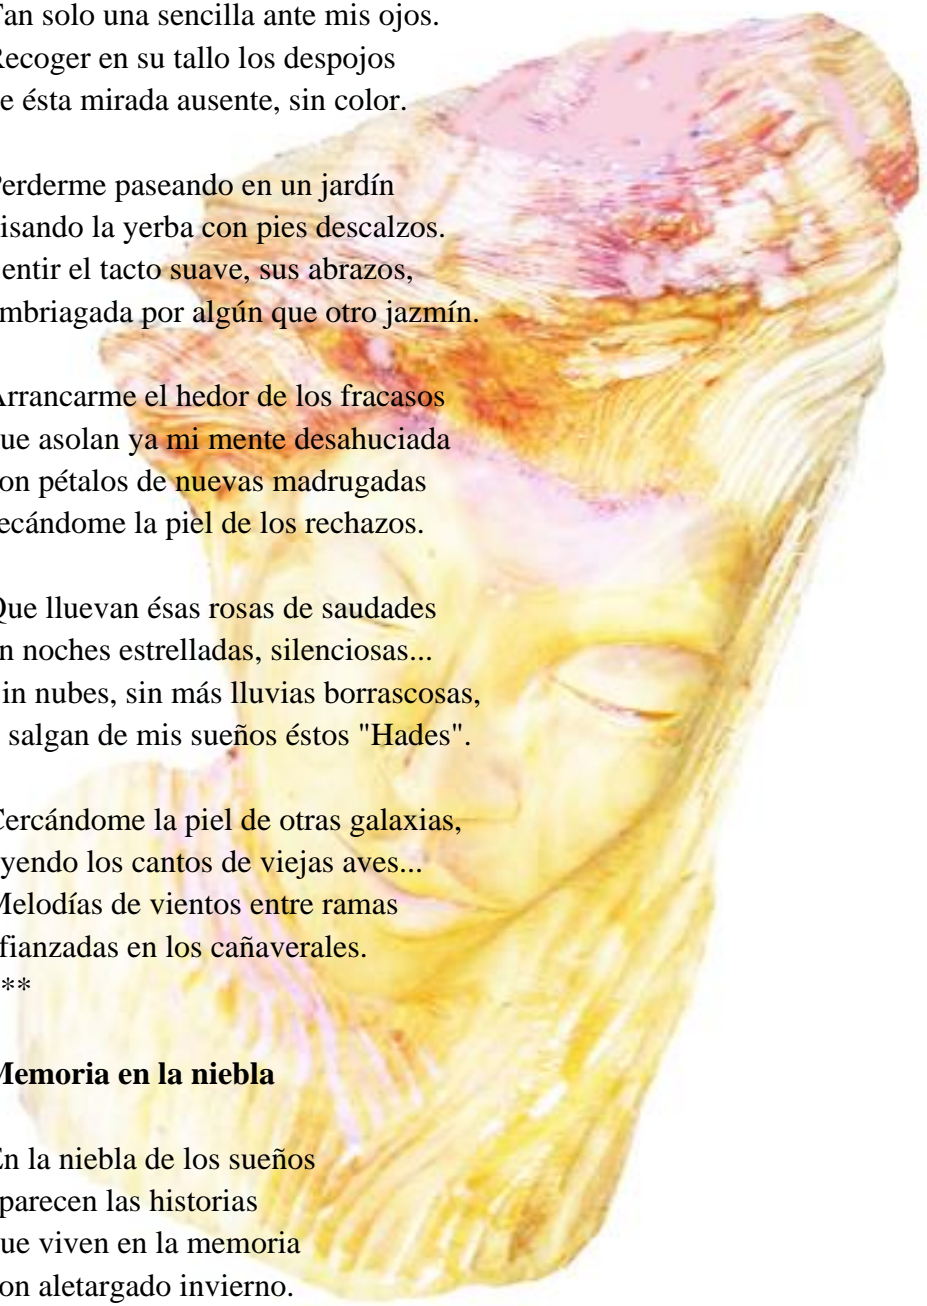 Tan solo una sencilla ante mis ojos.
Recoger en su tallo los despojos
e ésta mirada ausente, sin color.
Perderme paseando en un jardín
isando la yerba con pies descalzos.
entir el tacto suave, sus abrazos,
mbriagada por algún que otro jazmín.
Arrancarme el hedor de los fracasos
ue asolan ya mi mente desahuciada
on pétalos de nuevas madrugadas
ecándome la piel de los rechazos.
Que lluevan ésas rosas de saudades
n noches estrelladas, silenciosas...
in nubes, sin más lluvias borrascosas,
salgan de mis sueños éstos "Hades".
Cercándome la piel de otras galaxias,
yendo los cantos de viejas aves...
Melodías de vientos entre ramas
fianzadas en los cañaverales.
**
Memoria en la niebla
En la niebla de los sueños
parecen las historias
ue viven en la memoria
on aletargado invierno.